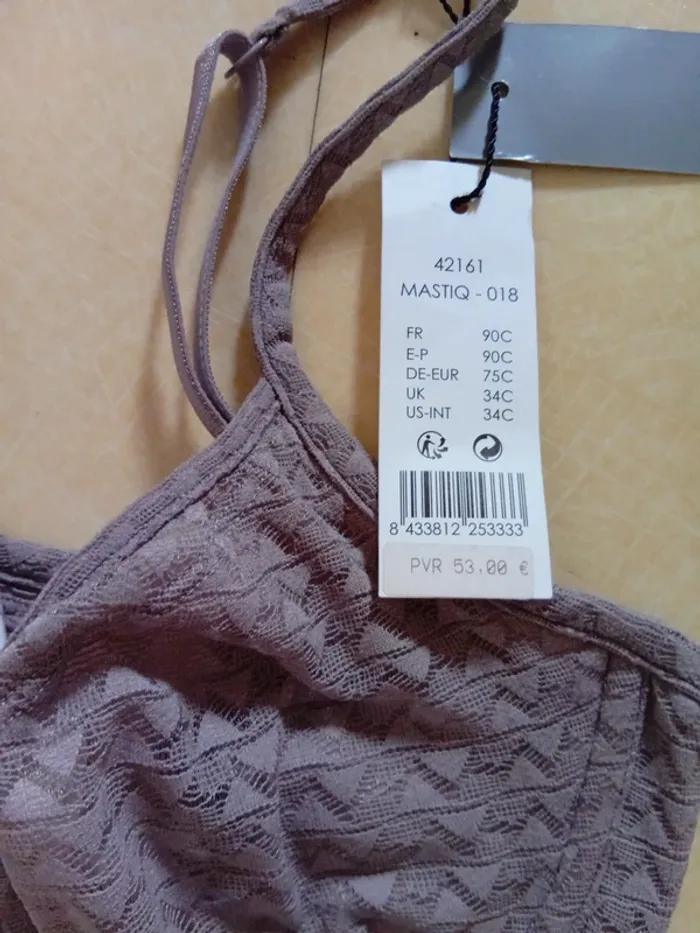 42161
MASTIQ - 018
FR 90C
E-P 90C
DE-EUR 75C
UK 34C
US-INT 34C
8 433812 253333
PVR 53.00 €